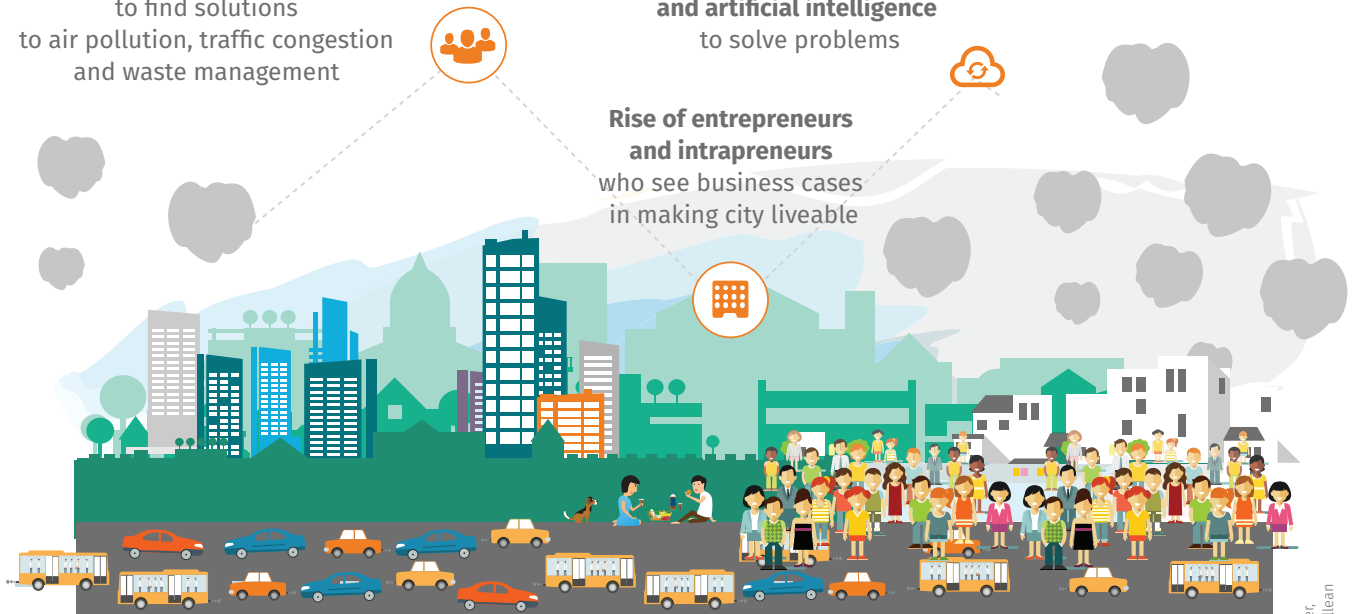 to find solutions
to air pollution, traffic congestion
and waste management
and artificial intelligence
to solve problems
Rise of entrepreneurs
and intrapreneurs
who see business cases
in making city liveable